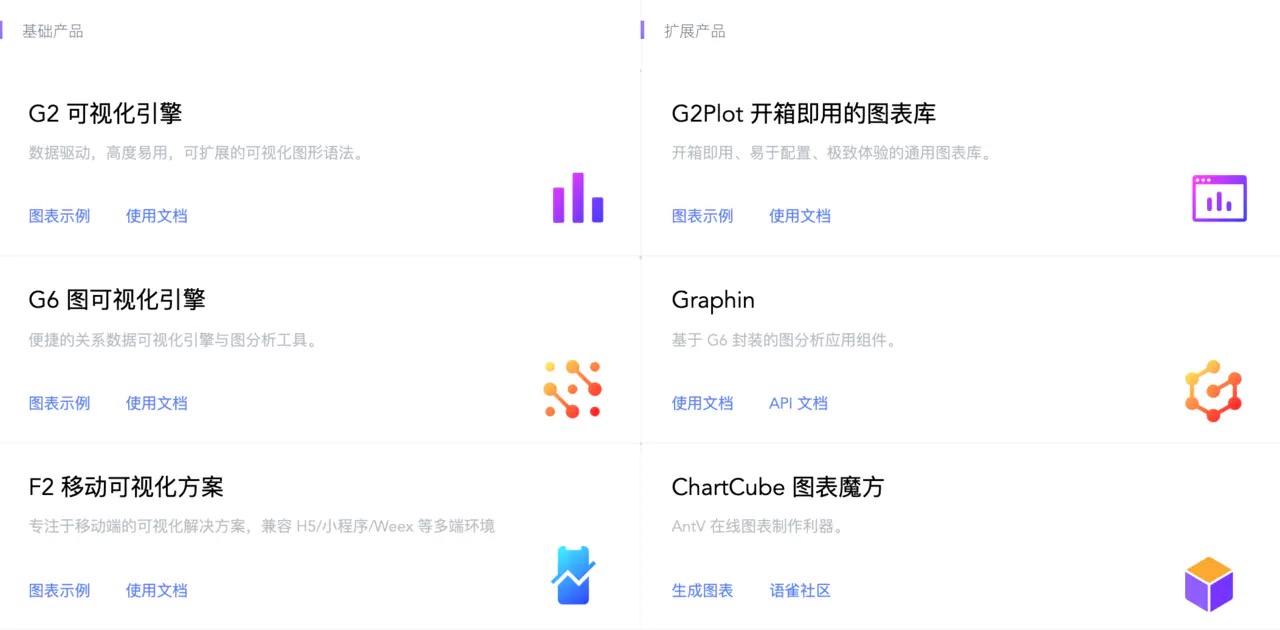 基础产品
G2 可视化引擎
数据驱动，高度易用，可扩展的可视化图形语法。
图表示例 使用文档
G6 图可视化引擎
便捷的关系数据可视化引擎与图分析工具。
图表示例 使用文档
F2 移动可视化方案
专注于移动端的可视化解决方案，兼容 H5/小程序/Weex 等多端环境
图表示例 使用文档
扩展产品
G2Plot 开箱即用的图表库
开箱即用、易于配置、极致体验的通用图表库。
图表示例 使用文档
Graphin
基于 G6 封装的图分析应用组件。
使用文档 API 文档
ChartCube 图表魔方
AntV 在线图表制作利器。
生成图表 语雀社区